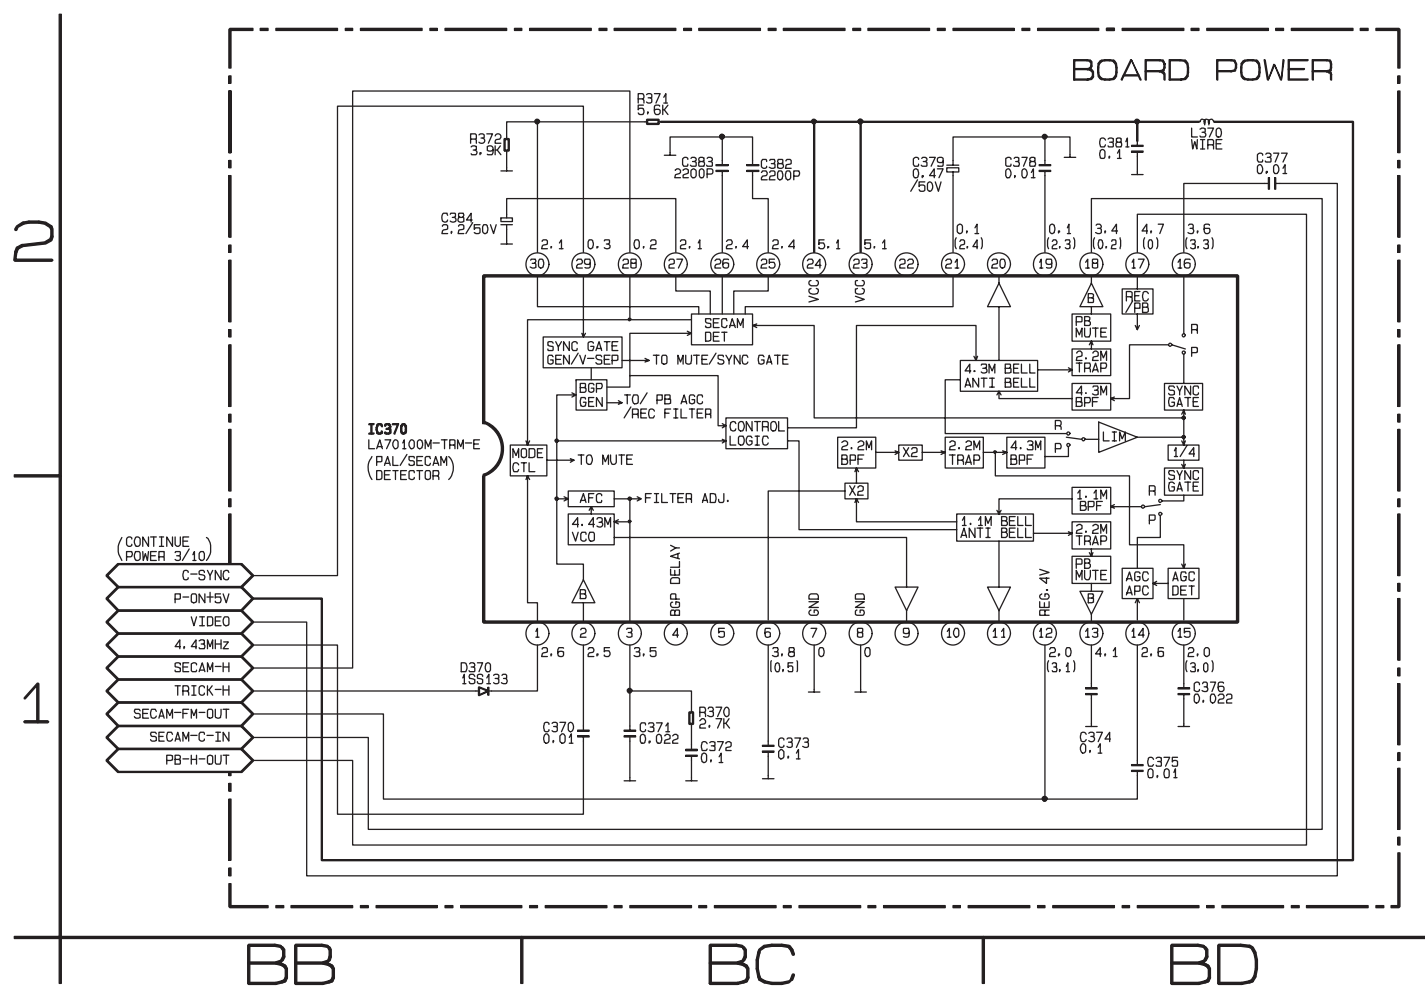 BOARD POWER
R371
5.6K
R372
3.9K
C383
2200P
C382
2200P
C379
0.47
/50V
C378
0.01
C381
0.1
L370
WIRE
C377
0.01
C384
2.2/50V
2
2.1
0.3
0.2
2.1
2.4
2.4
5.1
5.1
0.1
(2.4)
0.1
(2.3)
3.4
(0.2)
4.7
(0)
3.6
(3.3)
30
29
28
27
26
25
24
23
22
21
20
19
18
17
16
VCC
VCC
B
REC
/PB
SECAM
DET
PB
MUTE
R
P
SYNC GATE
GEN/V-SEP
TO MUTE/SYNC GATE
2.2M
TRAP
4.3M BELL
ANTI BELL
BGP
GEN
TO/ PB AGC
/REC FILTER
4.3M
BPF
SYNC
GATE
IC370
LA70100M-TRM-E
(PAL/SECAM)
DETECTOR
CONTROL
LOGIC
R
P
LIM
MODE
CTL
TO MUTE
2.2M
BPF
X2
2.2M
TRAP
4.3M
BPF
1/4
SYNC
GATE
X2
AFC
FILTER ADJ.
1.1M
BPF
R
P
4.43M
VCO
1.1M BELL
ANTI BELL
2.2M
TRAP
(CONTINUE
POWER 3/10)
B
BGP DELAY
GND
GND
REG.4V
PB
MUTE
B
AGC
APC
AGC
DET
C-SYNC
P-ON+5V
VIDEO
4.43MHz
SECAM-H
TRICK-H
SECAM-FM-OUT
SECAM-C-IN
PB-H-OUT
1
2
3
4
5
6
7
8
9
10
11
12
13
14
15
2.6
2.5
3.5
3.8
(0.5)
0
0
2.0
(3.1)
4.1
2.6
2.0
(3.0)
D370
1SS133
1
C370
0.01
C371
0.022
R370
2.7K
C372
0.1
C373
0.1
C374
0.1
C375
0.01
C376
0.022
BB
BC
BD